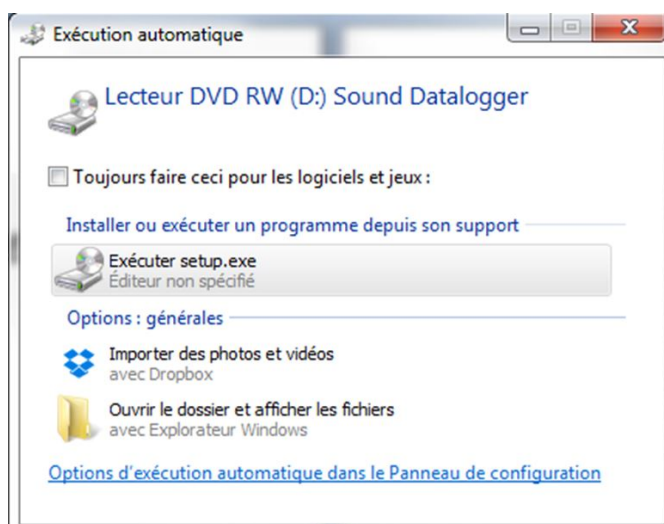 Exécution automatique
Lecteur DVD RW (D:) Sound Datalogger
Toujours faire ceci pour les logiciels et jeux :
Installer ou exécuter un programme depuis son support
Exécuter setup.exe
Éditeur non spécifié
Options : générales
Importer des photos et vidéos
avec Dropbox
Ouvrir le dossier et afficher les fichiers
avec Explorateur Windows
Options d'exécution automatique dans le Panneau de configuration